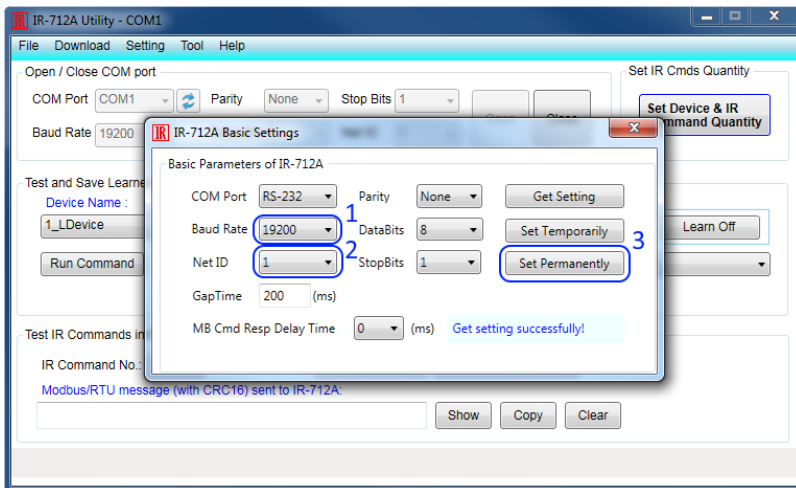 IR IR-712A Utility - COM1
File Download Setting Tool Help
Open / Close COM port
Set IR Cmds Quantity
COM Port COM1 Parity None Stop Bits 1
Set Device & IR
Command Quantity
Baud Rate 19200
IR IR-712A Basic Settings
Basic Parameters of IR-712A
COM Port RS-232 Parity None Get Setting
1
Baud Rate 19200 DataBits 8 Set Temporarily
2 3
Net ID 1 StopBits 1 Set Permanently
GapTime 200 (ms)
MB Cmd Resp Delay Time 0 (ms) Get setting successfully!
Test and Save Learne
Device Name :
1_LDevice Learn Off
Run Command
Test IR Commands in
IR Command No.:
Modbus/RTU message (with CRC16) sent to IR-712A:
Show Copy Clear